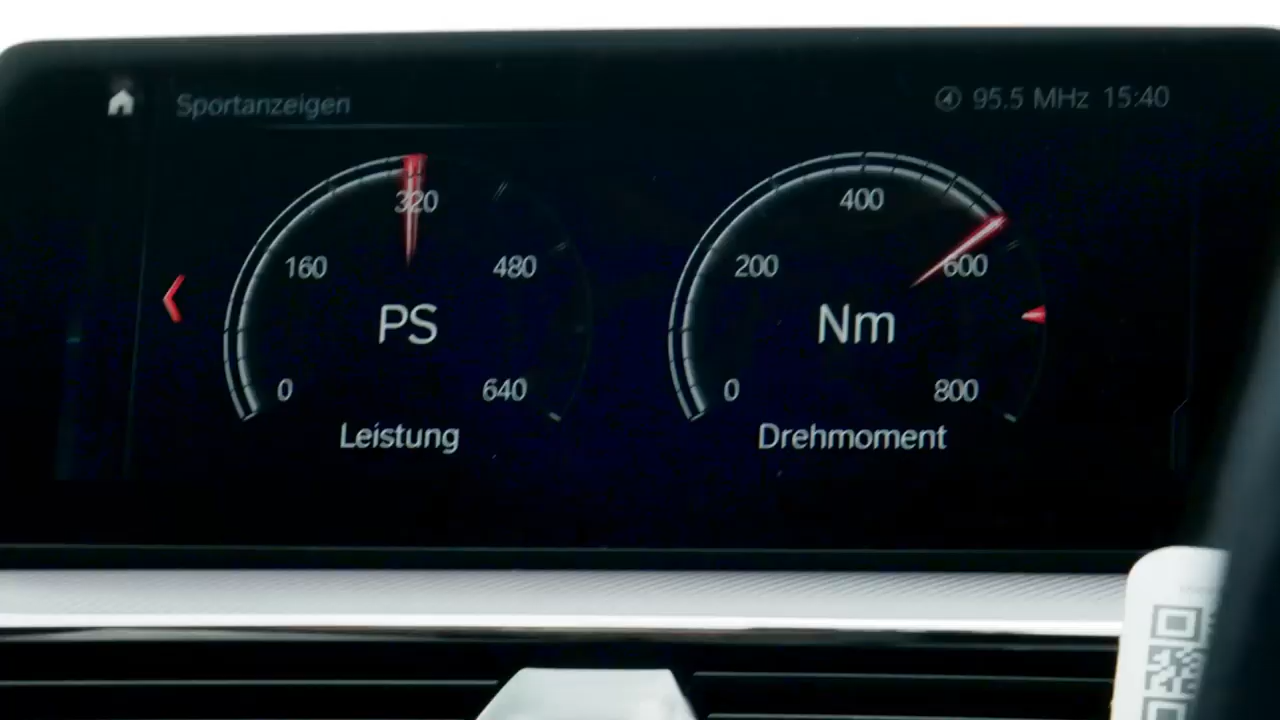 Sportanzeigen
95.5 MHz 15:40
320
160
480
PS
0
640
Leistung
400
200
600
Nm
0
800
Drehmoment